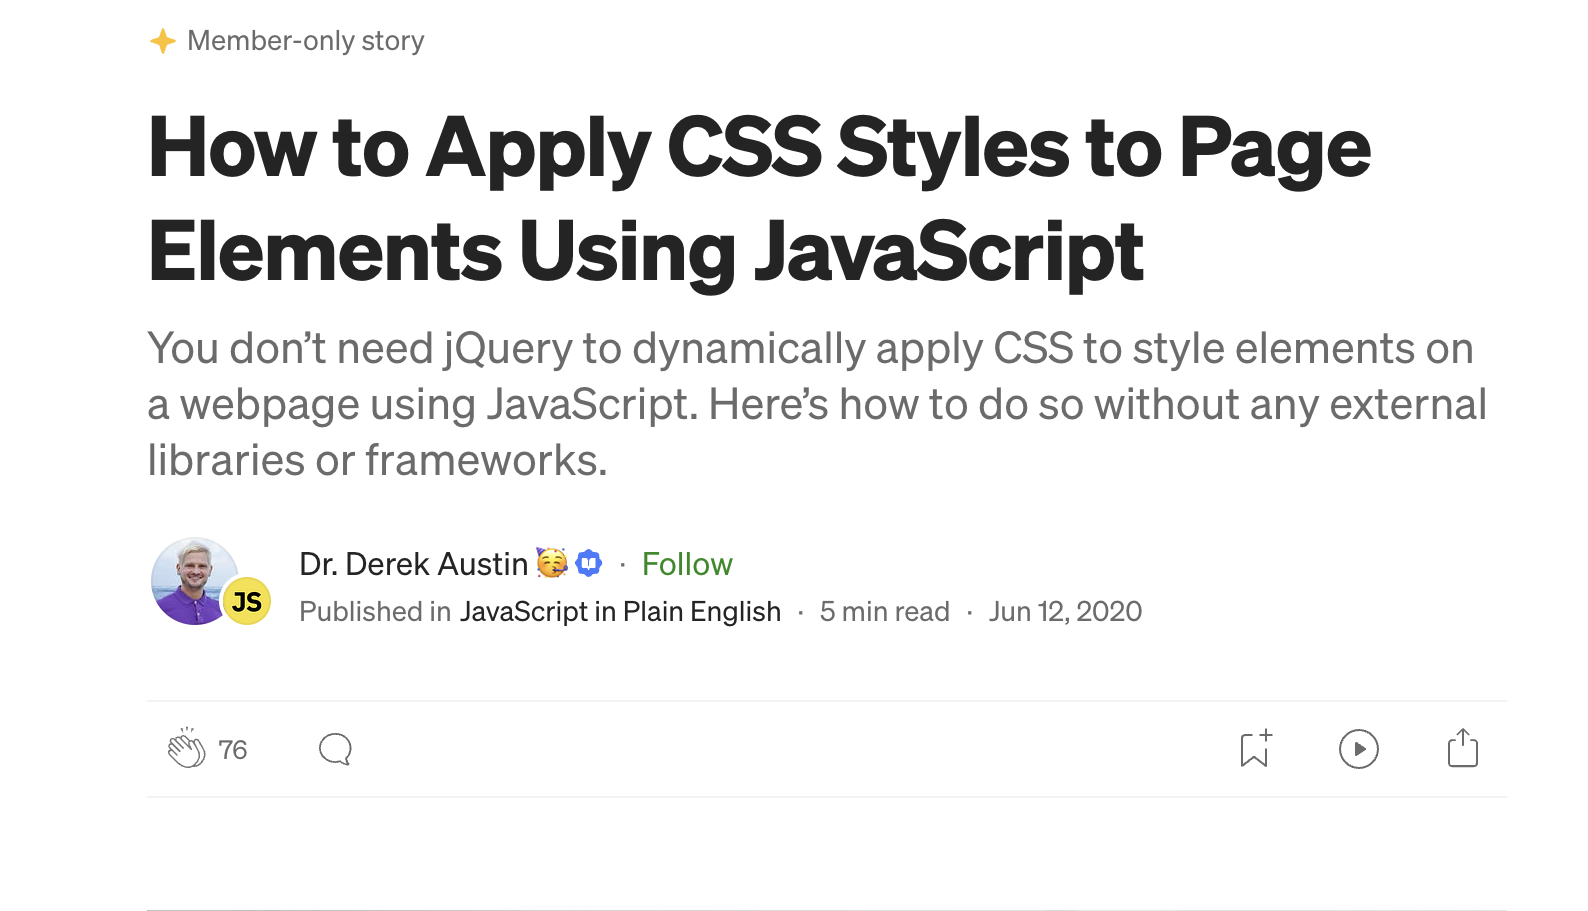 Member-only story
How to Apply CSS Styles to Page
Elements Using JavaScript
You don’t need jQuery to dynamically apply CSS to style elements on
a webpage using JavaScript. Here’s how to do so without any external
libraries or frameworks.
JS
Dr. Derek Austin 🥳 · Follow
Published in JavaScript in Plain English · 5 min read · Jun 12, 2020
76